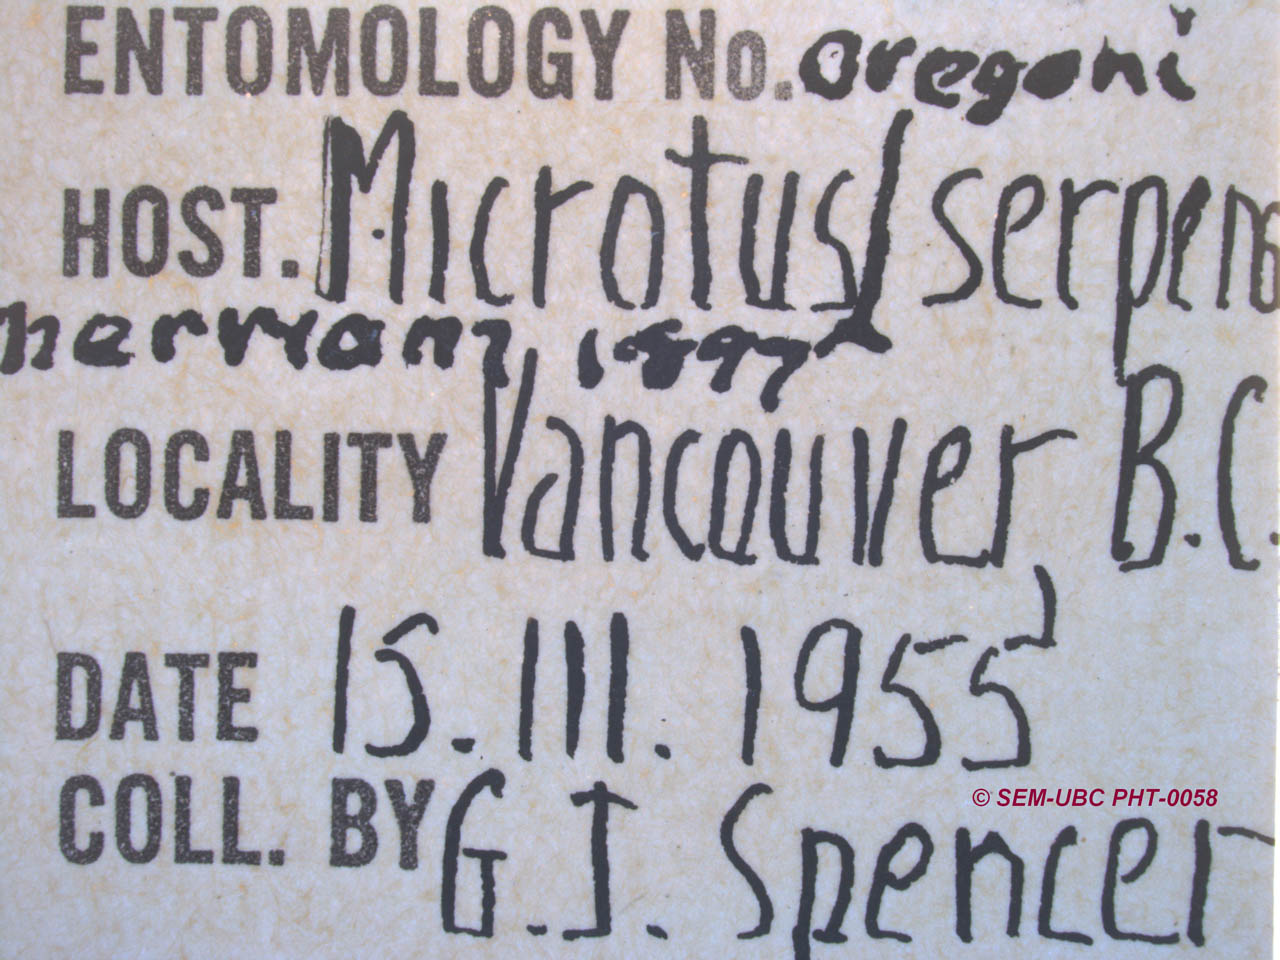 ENTOMOLOGY No. oregoni
HOST. Microtus serpens
merriam 1897
LOCALITY Vancouver B.C.
DATE 15.III.1955
© SEM-UBC PHT-0058
COLL. BY G.J. Spencer